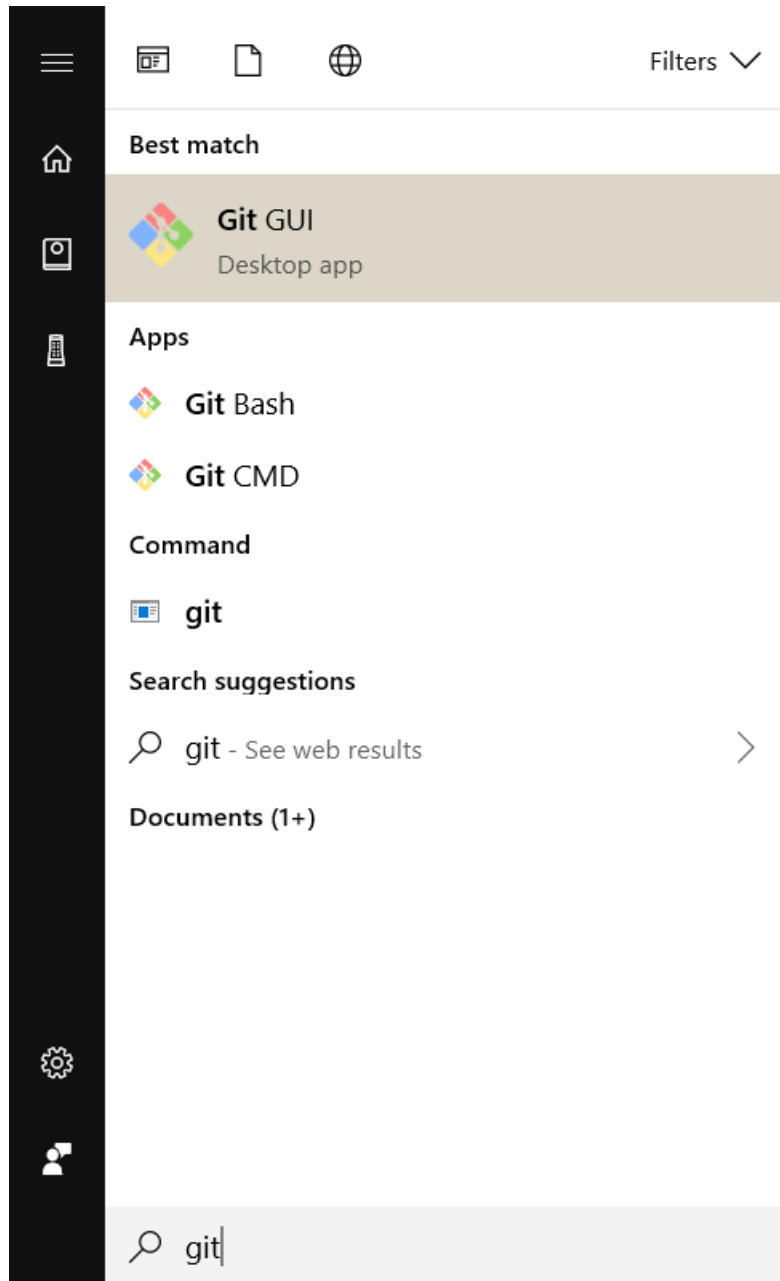 Filters
Best match
Git GUI
Desktop app
Apps
Git Bash
Git CMD
Command
git
Search suggestions
git - See web results
Documents (1+)
git